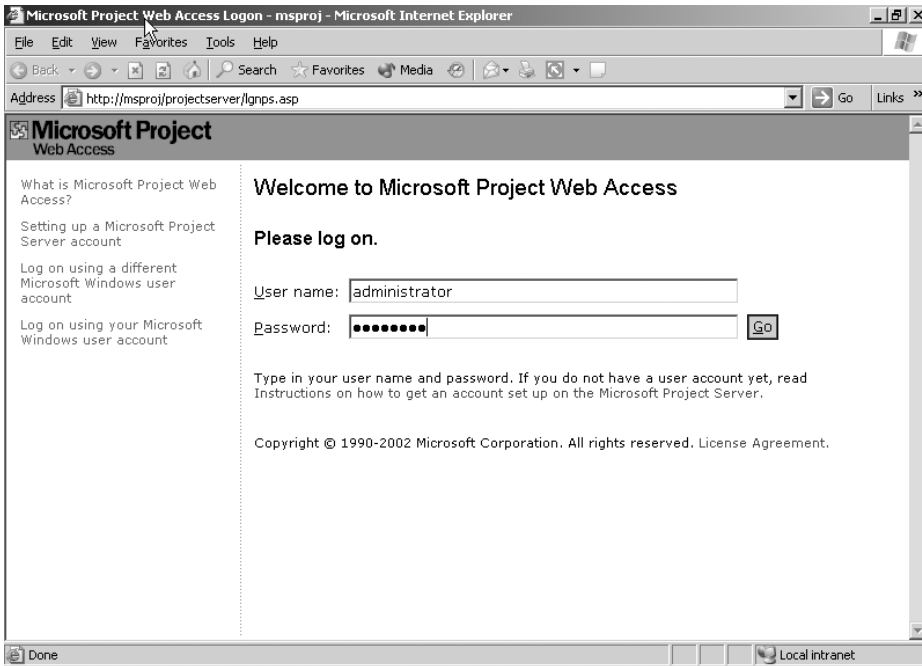 Microsoft Project Web Access Logon - msproj - Microsoft Internet Explorer
File Edit View Favorites Tools Help
Back Search Favorites Media
Address http://msproj/projectserver/lgnps.asp Go Links »
Microsoft Project
Web Access
What is Microsoft Project Web
Access?
Setting up a Microsoft Project
Server account
Log on using a different
Microsoft Windows user
account
Log on using your Microsoft
Windows user account
Welcome to Microsoft Project Web Access
Please log on.
User name: administrator
Password: ●●●●●●●● Go
Type in your user name and password. If you do not have a user account yet, read
Instructions on how to get an account set up on the Microsoft Project Server.
Copyright © 1990-2002 Microsoft Corporation. All rights reserved. License Agreement.
Done Local intranet